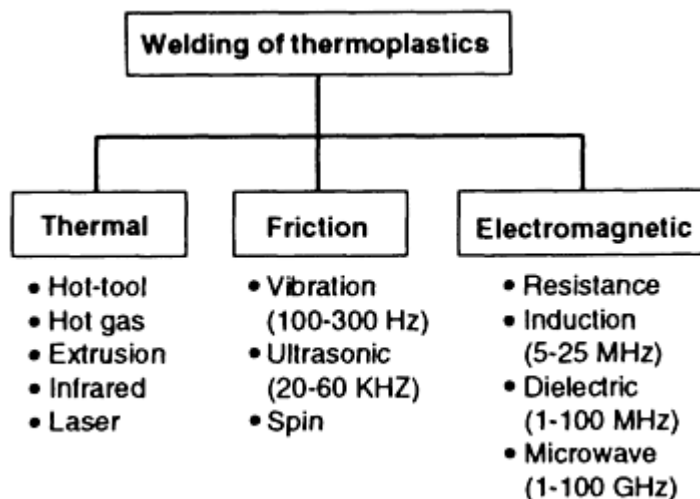 Welding of thermoplastics
Thermal
• Hot-tool
• Hot gas
• Extrusion
• Infrared
• Laser
Friction
• Vibration
(100-300 Hz)
• Ultrasonic
(20-60 KHZ)
• Spin
Electromagnetic
• Resistance
• Induction
(5-25 MHz)
• Dielectric
(1-100 MHz)
• Microwave
(1-100 GHz)